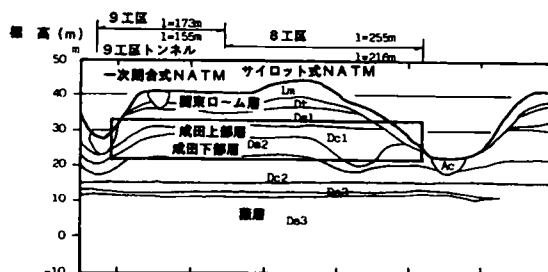 9工区 l=173m
l=155m
8工区 l=255m
l=216m
標高(m)
m
9工区トンネル
一次閉合式NATM サイロット式NATM
50
40
30
20
10
0
-10
Lm
関東ローム層
Dt
Ds1
成田上部層
Dc1
成田下部層
Ds2
Ac
Dc2
Ds3